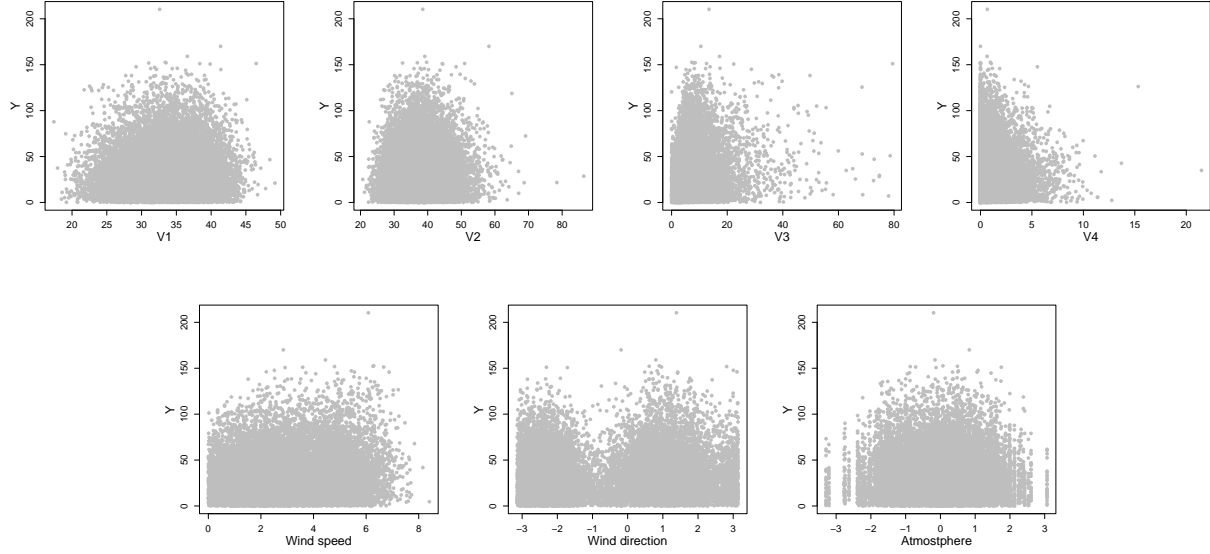 0 50 100 150 200
Y
20 25 30 35 40 45 50
V1
0 50 100 150 200
Y
20 30 40 50 60 70 80
V2
0 50 100 150 200
Y
0 20 40 60 80
V3
0 50 100 150 200
Y
0 5 10 15 20
V4
0 50 100 150 200
Y
0 2 4 6 8
Wind speed
0 50 100 150 200
Y
−3 −2 −1 0 1 2 3
Wind direction
0 50 100 150 200
Y
−3 −2 −1 0 1 2 3
Atmostphere